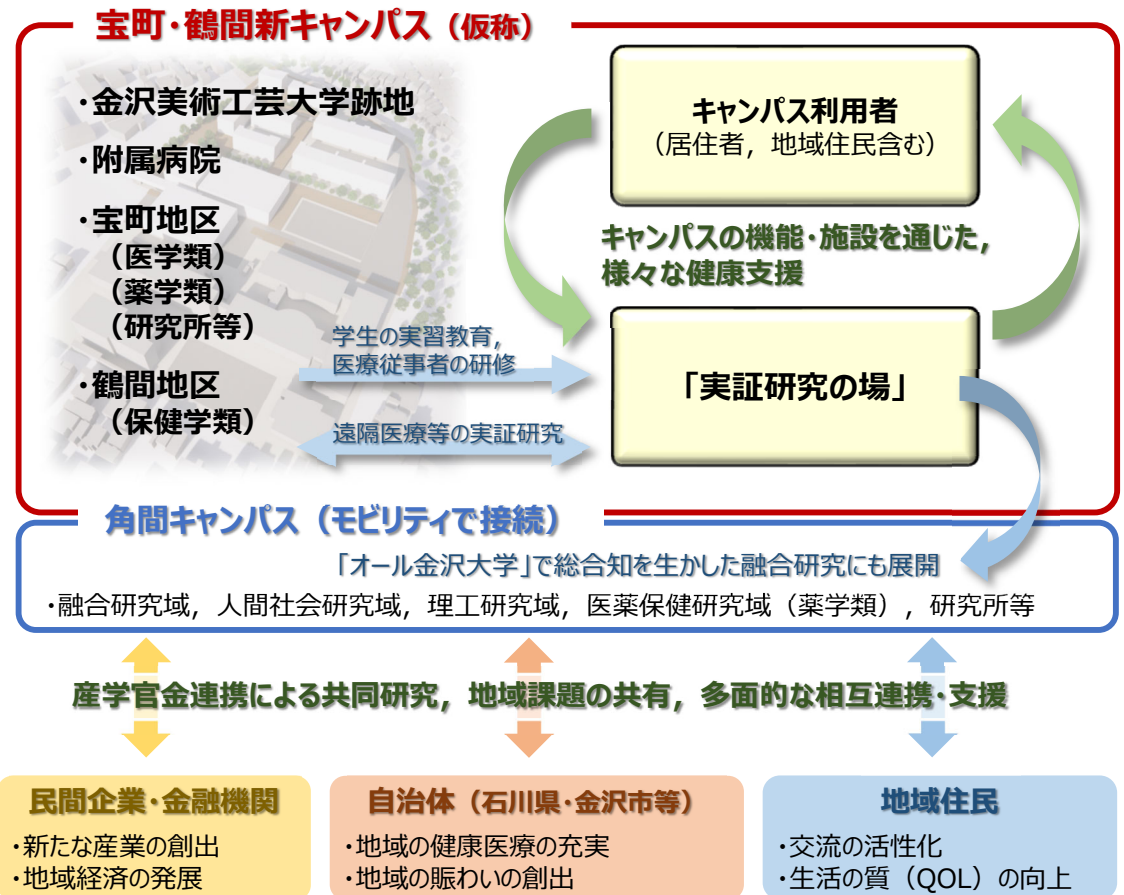 宝町・鶴間新キャンパス（仮称）
・金沢美術工芸大学跡地
・附属病院
・宝町地区
（医学類）
（薬学類）
（研究所等）
・鶴間地区
（保健学類）
キャンパス利用者
（居住者，地域住民含む）
キャンパスの機能・施設を通じた，
様々な健康支援
学生の実習教育，
医療従事者の研修
遠隔医療等の実証研究
「実証研究の場」
角間キャンパス（モビリティで接続）
「オール金沢大学」で総合知を生かした融合研究にも展開
・融合研究域，人間社会研究域，理工研究域，医薬保健研究域（薬学類），研究所等
産学官金連携による共同研究，地域課題の共有，多面的な相互連携・支援
民間企業・金融機関
・新たな産業の創出
・地域経済の発展
自治体（石川県・金沢市等）
・地域の健康医療の充実
・地域の賑わいの創出
地域住民
・交流の活性化
・生活の質（QOL）の向上